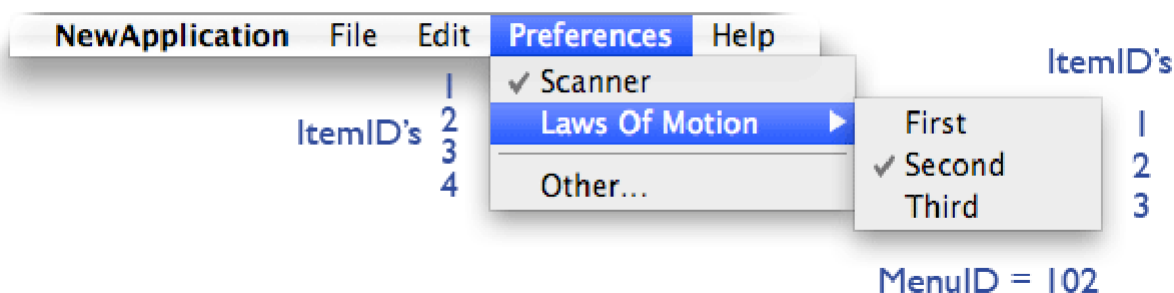 NewApplication File Edit Preferences Help
ItemID's
✓ Scanner 1
Laws Of Motion First 1
ItemID's 2
✓ Second 2
3
Other... 4
Third 3
MenuID = 102